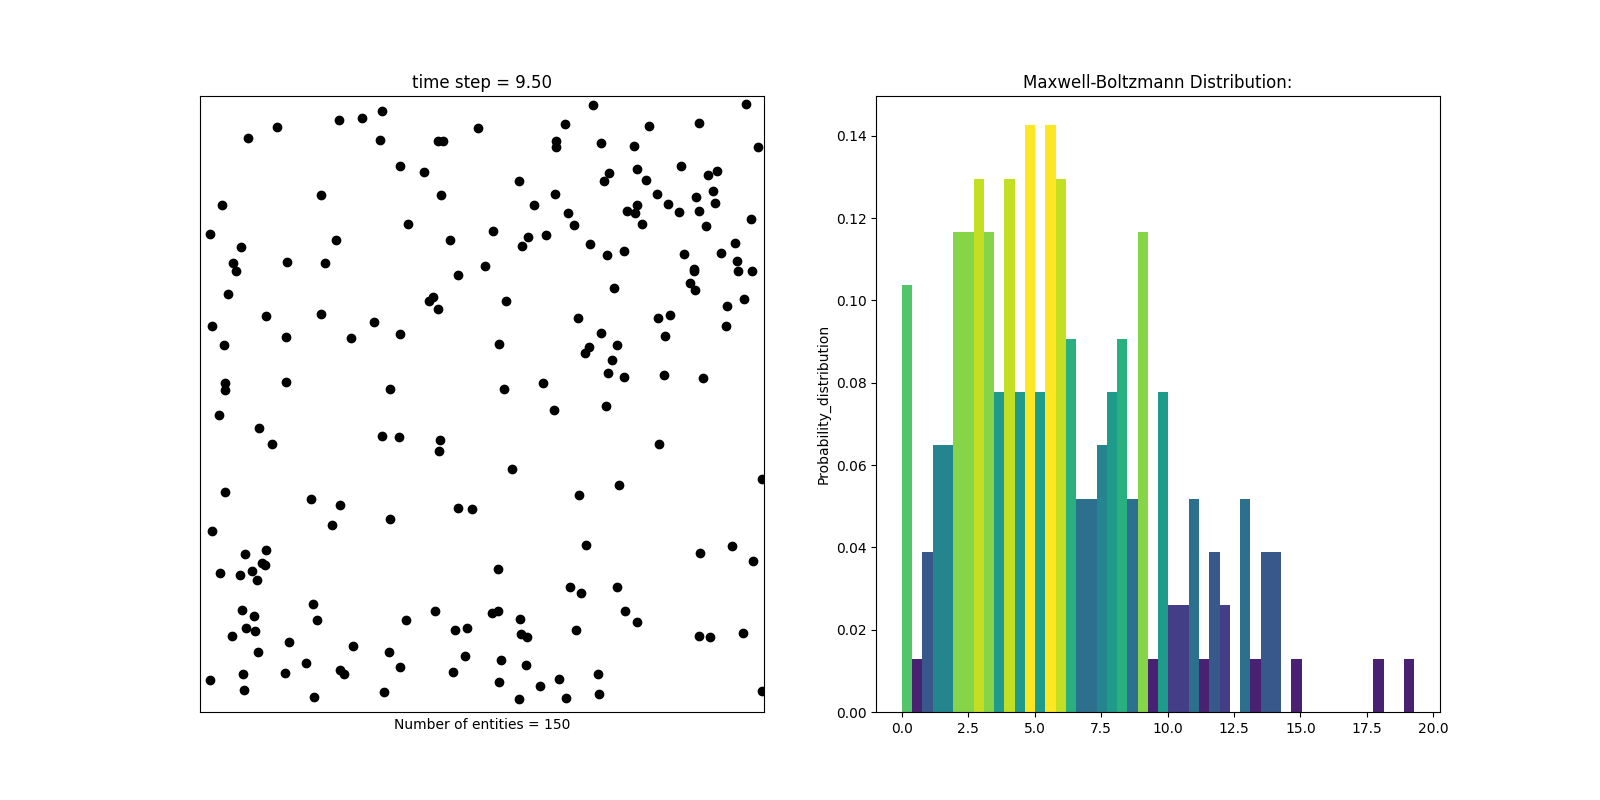 time step = 9.50
Number of entities = 150
Maxwell-Boltzmann Distribution:
Probability_distribution
0.14
0.12
0.10
0.08
0.06
0.04
0.02
0.00
0.0 2.5 5.0 7.5 10.0 12.5 15.0 17.5 20.0